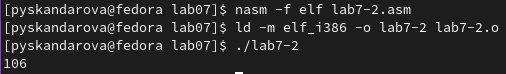 [pyskandarova@fedora lab07]$ nasm -f elf lab7-2.asm
[pyskandarova@fedora lab07]$ ld -m elf_i386 -o lab7-2 lab7-2.o
[pyskandarova@fedora lab07]$ ./lab7-2
106